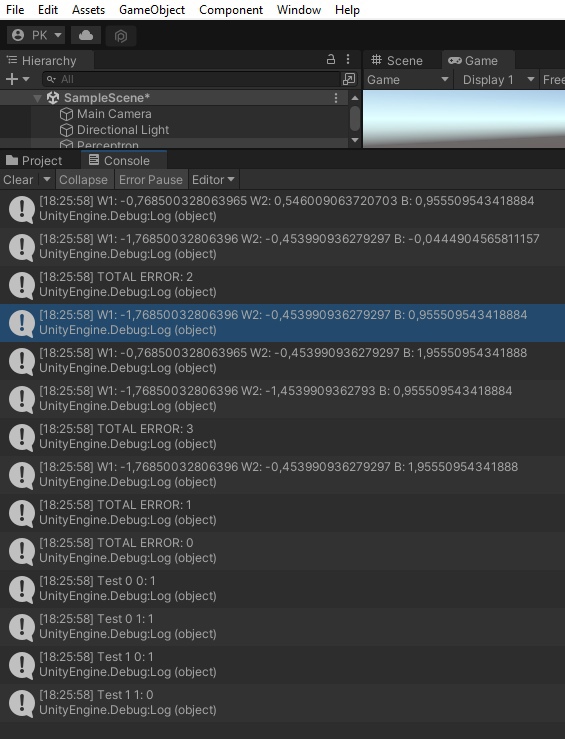 File Edit Assets GameObject Component Window Help
PK
Hierarchy
Scene Game
All
Game Display 1 Free
SampleScene*
Main Camera
Directional Light
Perceptron
Project Console
Clear Collapse Error Pause Editor
[18:25:58] W1: -0,768500328063965 W2: 0,546009063720703 B: 0,955509543418884
UnityEngine.Debug:Log (object)
[18:25:58] W1: -1,76850032806396 W2: -0,453990936279297 B: -0,0444904565811157
UnityEngine.Debug:Log (object)
[18:25:58] TOTAL ERROR: 2
UnityEngine.Debug:Log (object)
[18:25:58] W1: -1,76850032806396 W2: -0,453990936279297 B: 0,955509543418884
UnityEngine.Debug:Log (object)
[18:25:58] W1: -0,768500328063965 W2: -0,453990936279297 B: 1,95550954341888
UnityEngine.Debug:Log (object)
[18:25:58] W1: -1,76850032806396 W2: -1,4539909362793 B: 0,955509543418884
UnityEngine.Debug:Log (object)
[18:25:58] TOTAL ERROR: 3
UnityEngine.Debug:Log (object)
[18:25:58] W1: -1,76850032806396 W2: -0,453990936279297 B: 1,95550954341888
UnityEngine.Debug:Log (object)
[18:25:58] TOTAL ERROR: 1
UnityEngine.Debug:Log (object)
[18:25:58] TOTAL ERROR: 0
UnityEngine.Debug:Log (object)
[18:25:58] Test 0 0: 1
UnityEngine.Debug:Log (object)
[18:25:58] Test 0 1: 1
UnityEngine.Debug:Log (object)
[18:25:58] Test 1 0: 1
UnityEngine.Debug:Log (object)
[18:25:58] Test 1 1: 0
UnityEngine.Debug:Log (object)